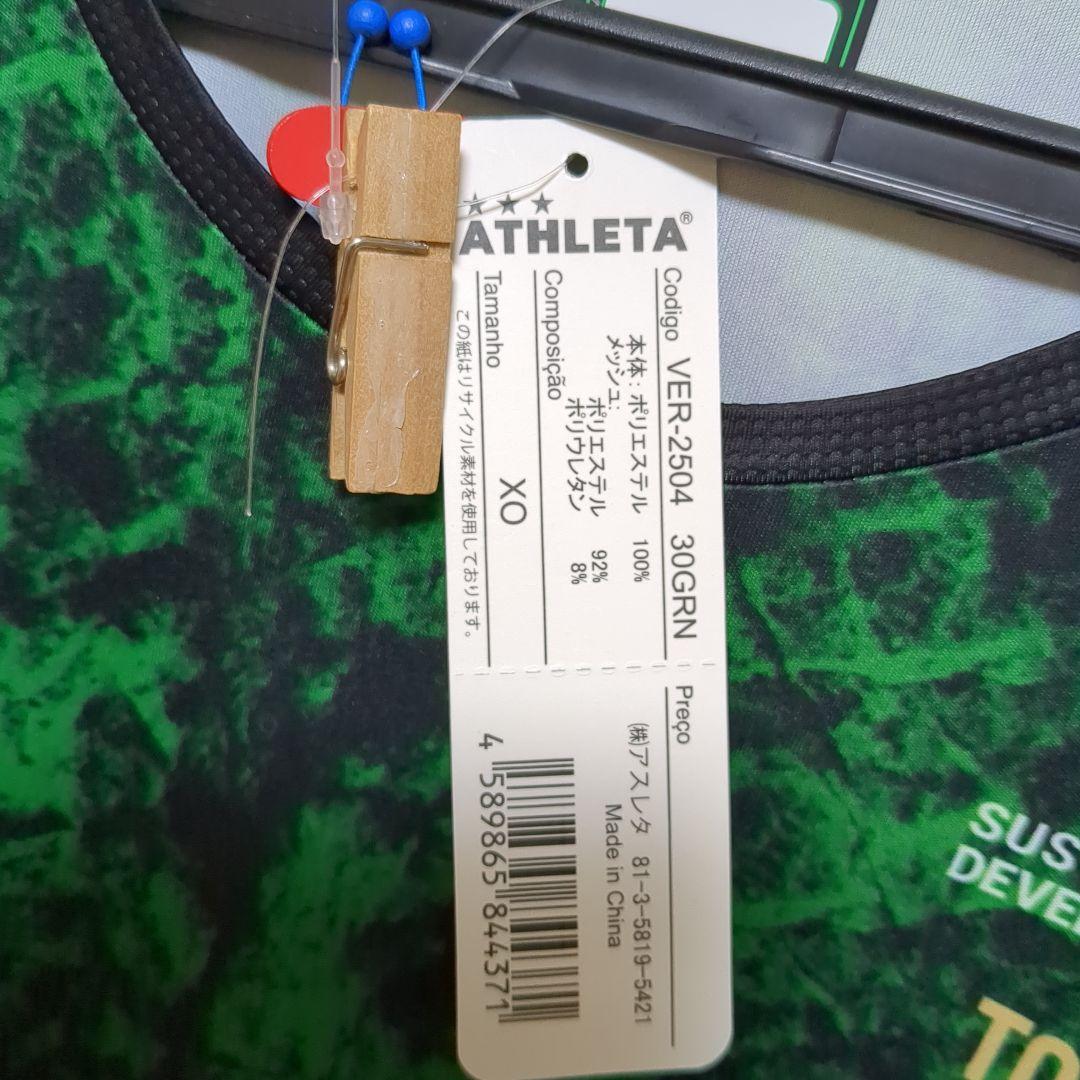 ATHLETA®
Codigo VER-2504 30GRN
本体: ポリエステル 100%
メッシュ:
ポリエステル 92%
ポリウレタン 8%
Composição
Tamanho XO
この紙はリサイクル素材を使用しております。
Preço
(株)アスレタ 81-3-5819-5421
Made in China
4 589865 844371
SUS
DEVE
TO